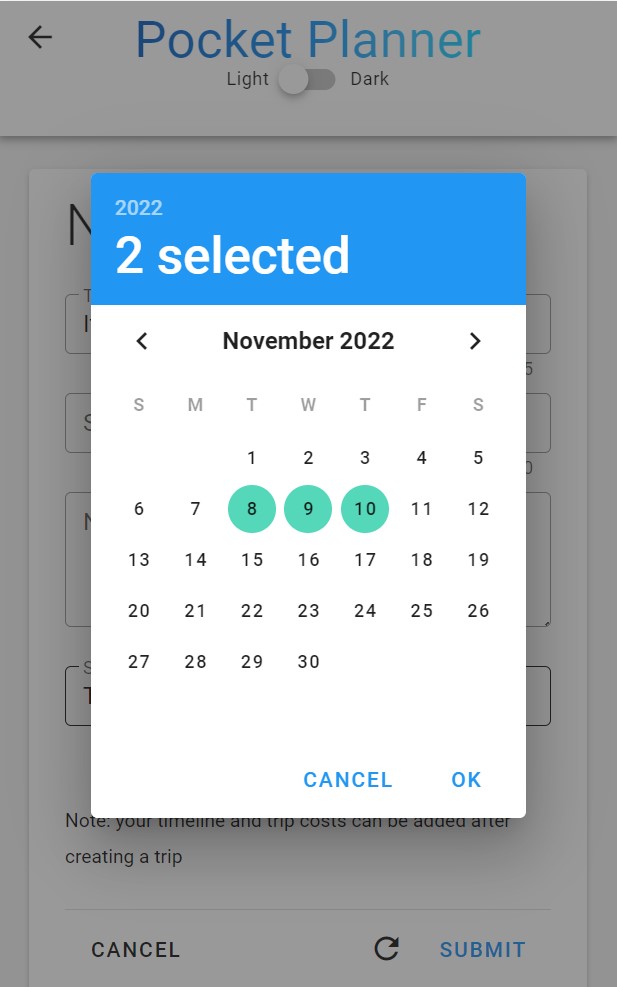 Pocket Planner
Light Dark
2022
2 selected
November 2022
S M T W T F S
1 2 3 4 5
6 7 8 9 10 11 12
13 14 15 16 17 18 19
20 21 22 23 24 25 26
27 28 29 30
CANCEL OK
Note: your timeline and trip costs can be added after
creating a trip
CANCEL SUBMIT